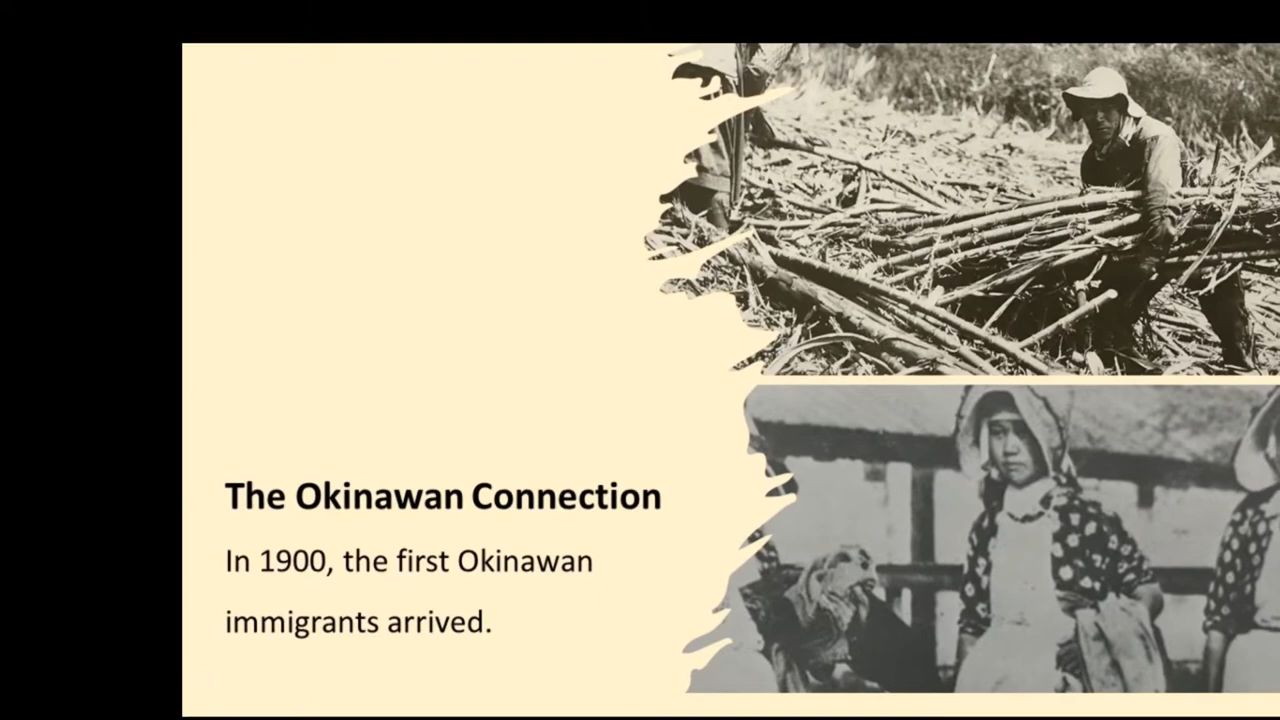 The Okinawan Connection
In 1900, the first Okinawan
immigrants arrived.